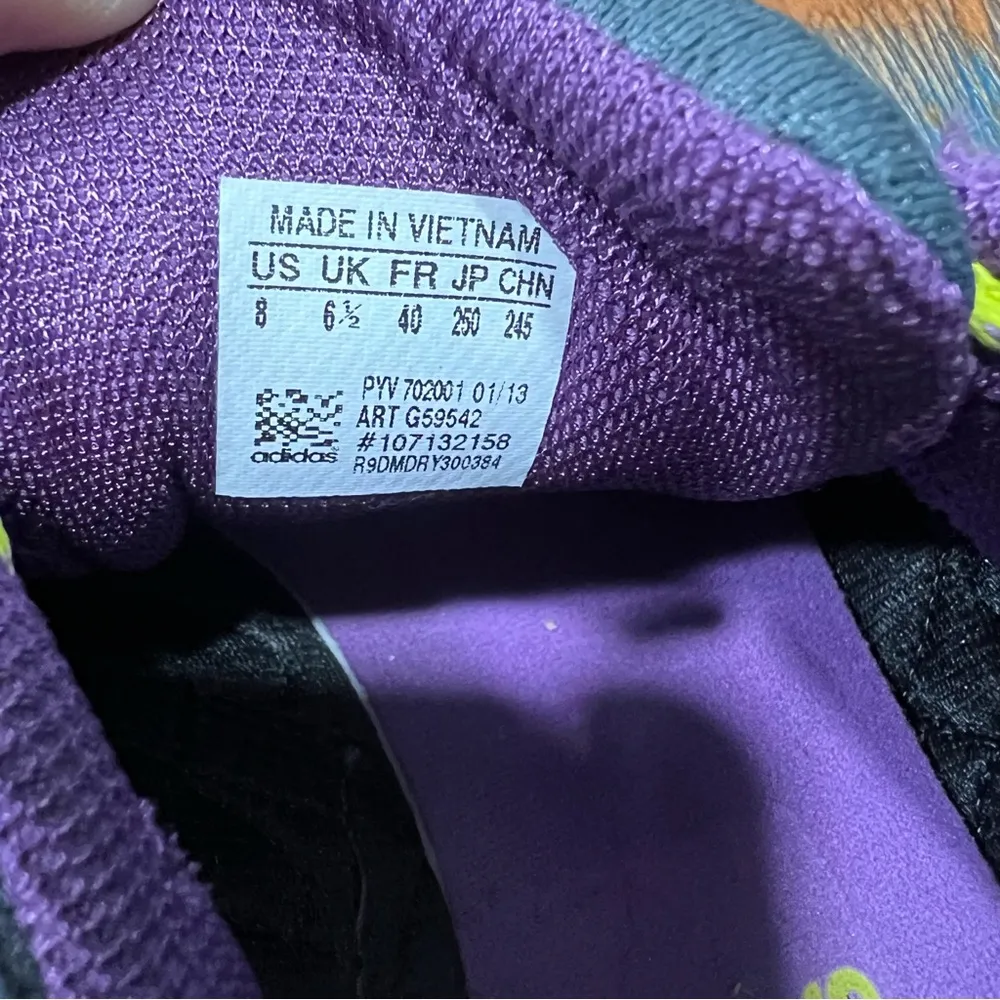 MADE IN VIETNAM
US UK FR JP CHN
8 6½ 40 250 245
PYV 702001 01/13
ART G59542
#107132158
adidas R9DMDRY300384